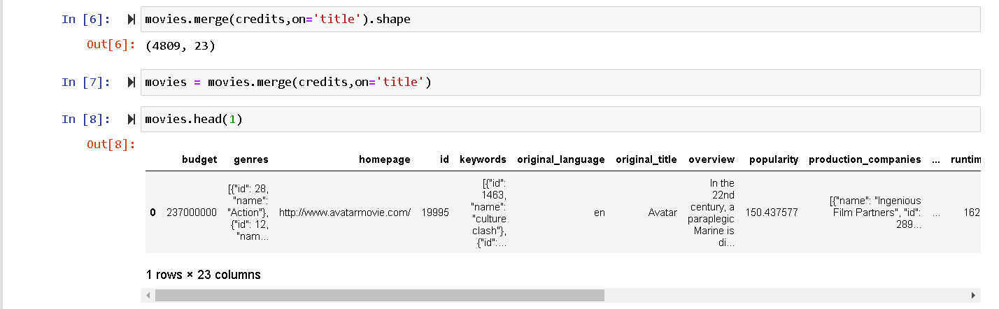 In [6]: movies.merge(credits,on='title').shape
Out[6]: (4809, 23)
In [7]: movies = movies.merge(credits,on='title')
In [8]: movies.head(1)
Out[8]:
budget genres homepage id keywords original_language original_title overview popularity production_companies ... runtim
0 237000000 [{"id": 28, "name": "Action"}, {"id": 12, "nam... http://www.avatarmovie.com/ 19995 [{"id": 1463, "name": "culture clash"}, {"id":... en Avatar In the 22nd century, a paraplegic Marine is di... 150.437577 [{"name": "Ingenious Film Partners", "id": 289... ... 162
1 rows × 23 columns